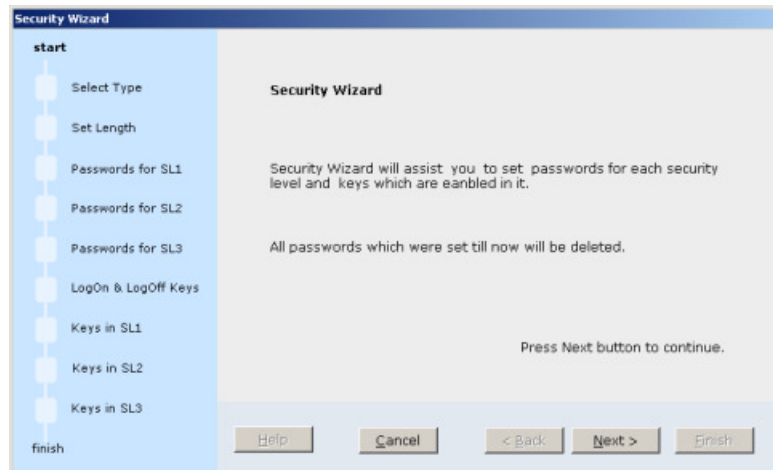 Security Wizard
start
Select Type
Set Length
Passwords for SL1
Passwords for SL2
Passwords for SL3
LogOn & LogOff Keys
Keys in SL1
Keys in SL2
Keys in SL3
finish
Security Wizard
Security Wizard will assist you to set passwords for each security
level and keys which are eanbled in it.
All passwords which were set till now will be deleted.
Press Next button to continue.
Help Cancel < Back Next > Finish